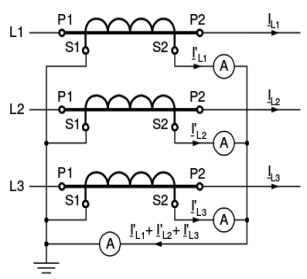 L1 P1 P2 I_L1
S1 S2 I'_L1 A
L2 P1 P2 I_L2
S1 S2 I'_L2 A
L3 P1 P2 I_L3
S1 S2 I'_L3 A
A I'_L1 + I'_L2 + I'_L3